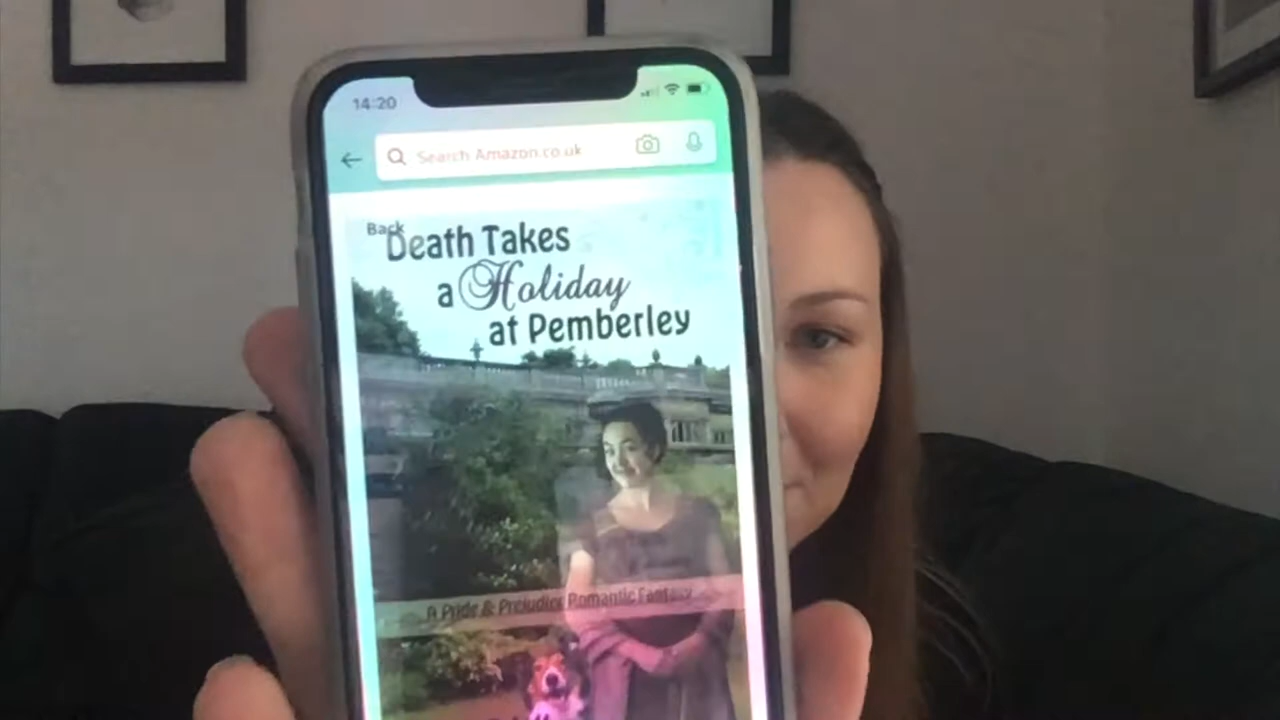 14:20
Search Amazon.co.uk
Back
Death Takes
a Holiday
at Pemberley
A Pride & Prejudice Romantic Fantasy